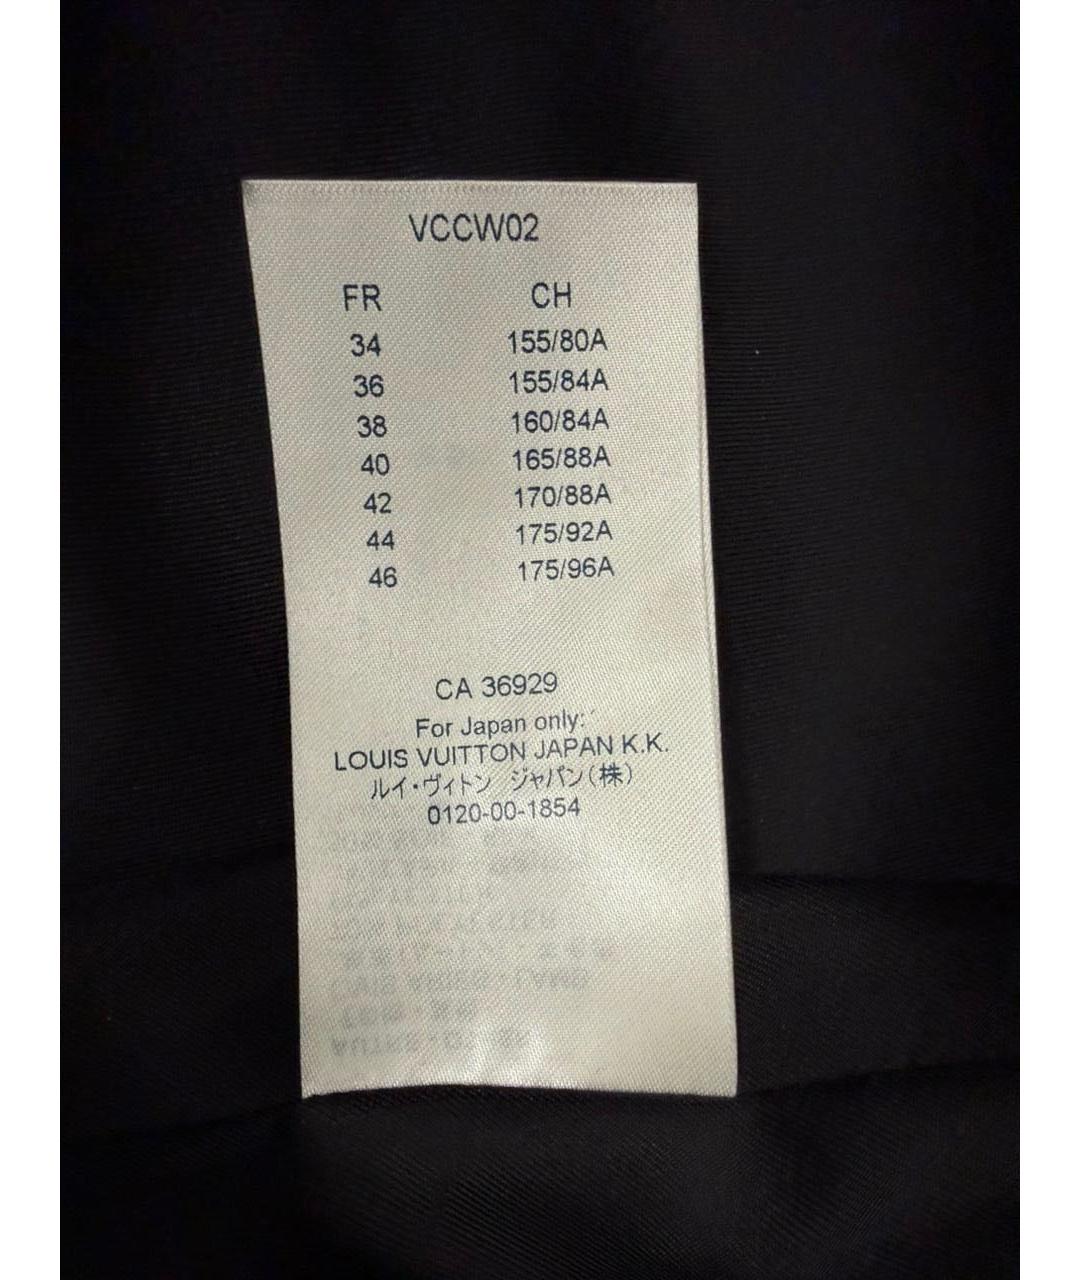 VCCW02
FR CH
34 155/80A
36 155/84A
38 160/84A
40 165/88A
42 170/88A
44 175/92A
46 175/96A
CA 36929
For Japan only:
LOUIS VUITTON JAPAN K.K.
ルイ・ヴィトン ジャパン(株)
0120-00-1854